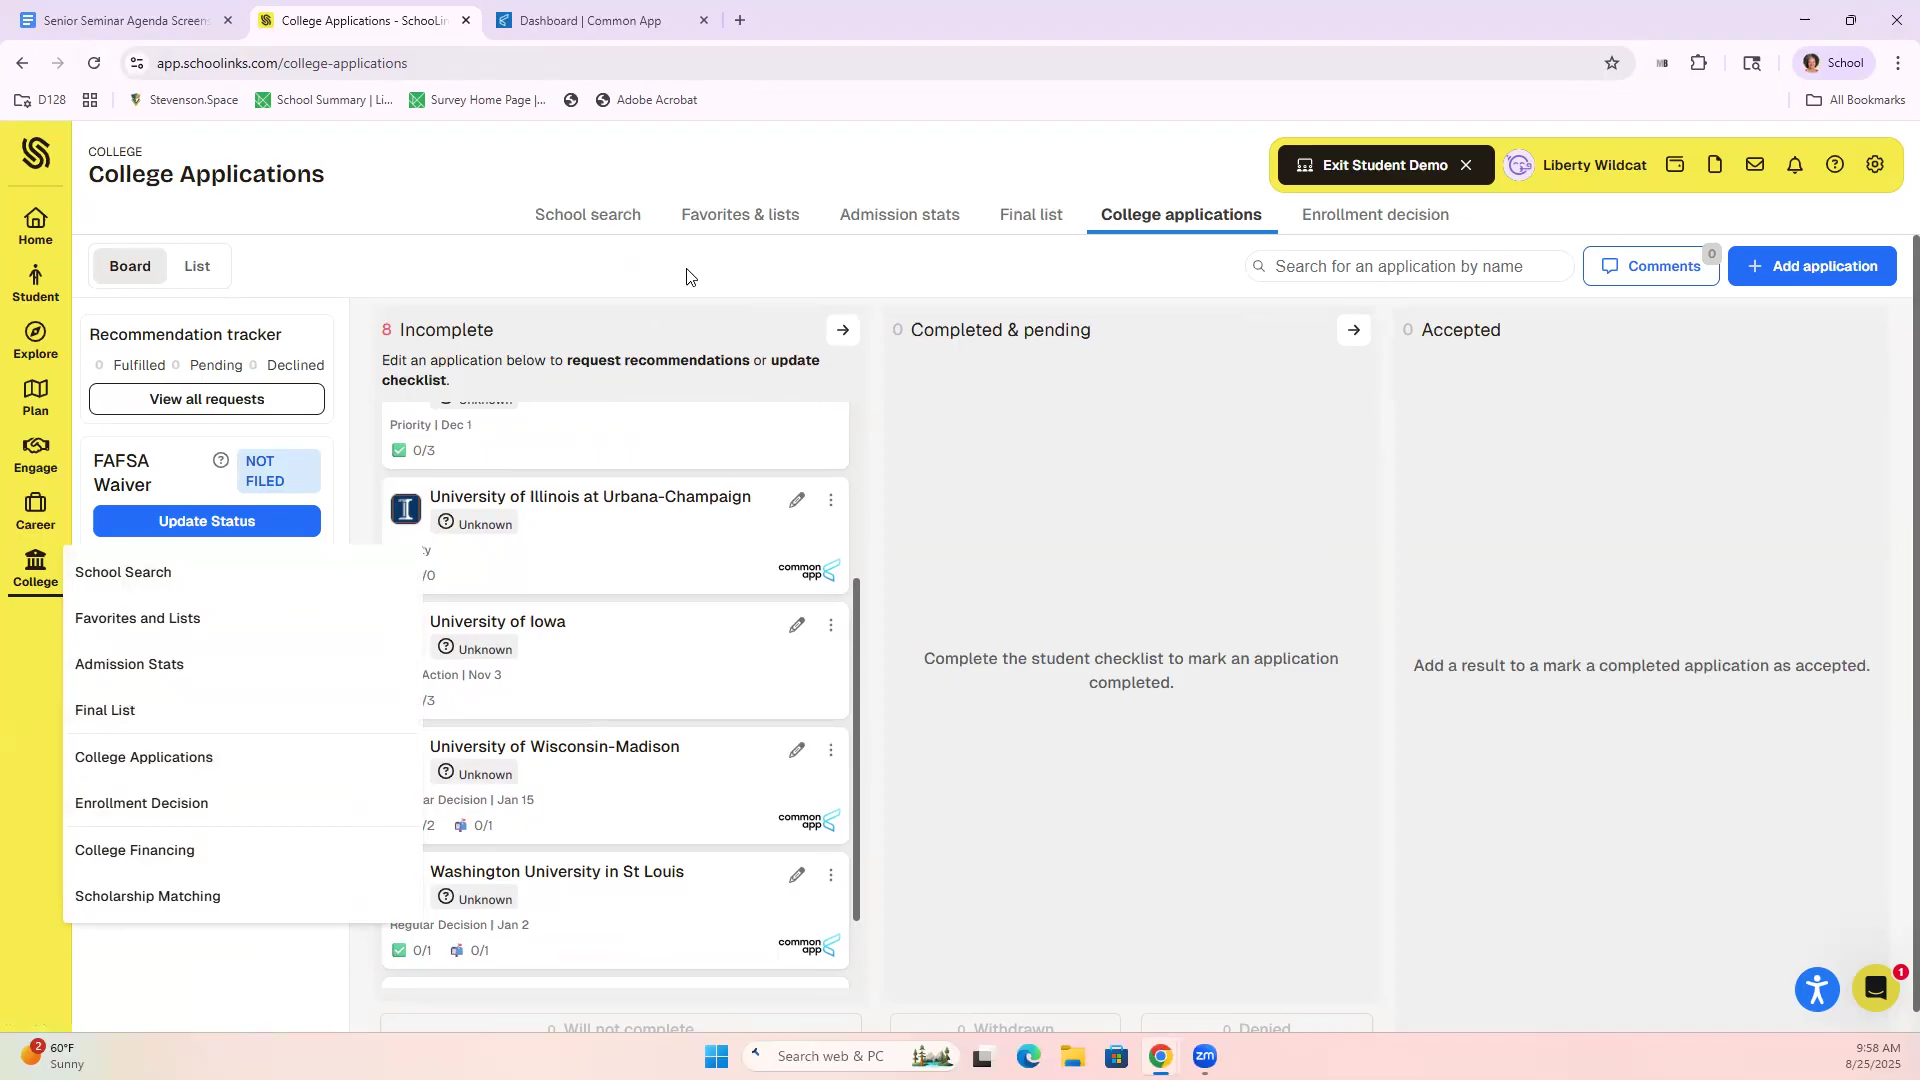 Senior Seminar Agenda Screens
College Applications - SchooLin
Dashboard | Common App
app.schoolinks.com/college-applications
School
D128
Stevenson.Space
School Summary | Li...
Survey Home Page |...
Adobe Acrobat
All Bookmarks
COLLEGE
College Applications
Exit Student Demo
Liberty Wildcat
School search
Favorites & lists
Admission stats
Final list
College applications
Enrollment decision
Board
List
Search for an application by name
Comments
0
Add application
Home
Student
Explore
Plan
Engage
Career
College
Recommendation tracker
0 Fulfilled 0 Pending 0 Declined
View all requests
FAFSA
Waiver
NOT
FILED
Update Status
School Search
Favorites and Lists
Admission Stats
Final List
College Applications
Enrollment Decision
College Financing
Scholarship Matching
8 Incomplete
Edit an application below to request recommendations or update
checklist.
Unknown
Priority | Dec 1
0/3
University of Illinois at Urbana-Champaign
Unknown
ty
/0
common
app
University of Iowa
Unknown
Action | Nov 3
/3
University of Wisconsin-Madison
Unknown
ar Decision | Jan 15
/2 0/1
common
app
Washington University in St Louis
Unknown
Regular Decision | Jan 2
0/1 0/1
common
app
0 Will not complete
0 Completed & pending
Complete the student checklist to mark an application
completed.
0 Withdrawn
0 Denied
0 Accepted
Add a result to a mark a completed application as accepted.
1
2
60°F
Sunny
Search web & PC
zm
9:58 AM
8/25/2025